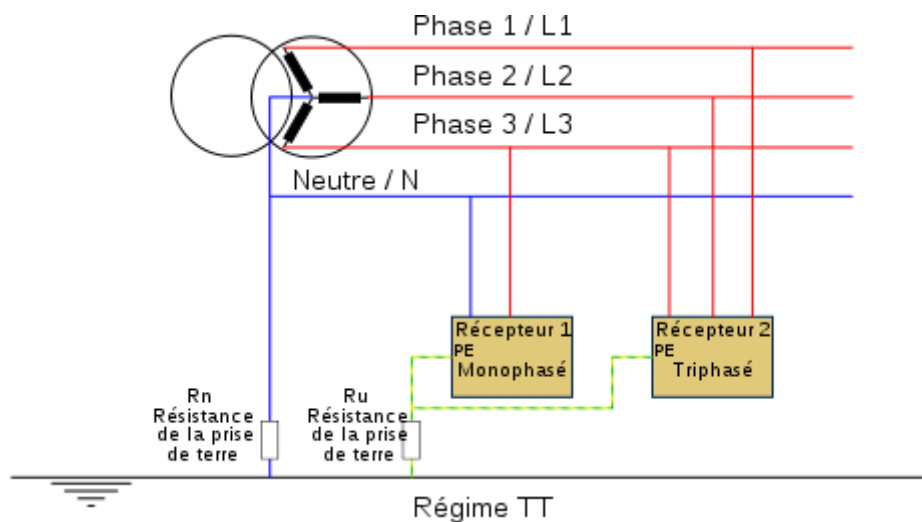 Phase 1 / L1
Phase 2 / L2
Phase 3 / L3
Neutre / N
Récepteur 1
PE
Monophasé
Récepteur 2
PE
Triphasé
Rn
Résistance
de la prise
de terre
Ru
Résistance
de la prise
de terre
Régime TT